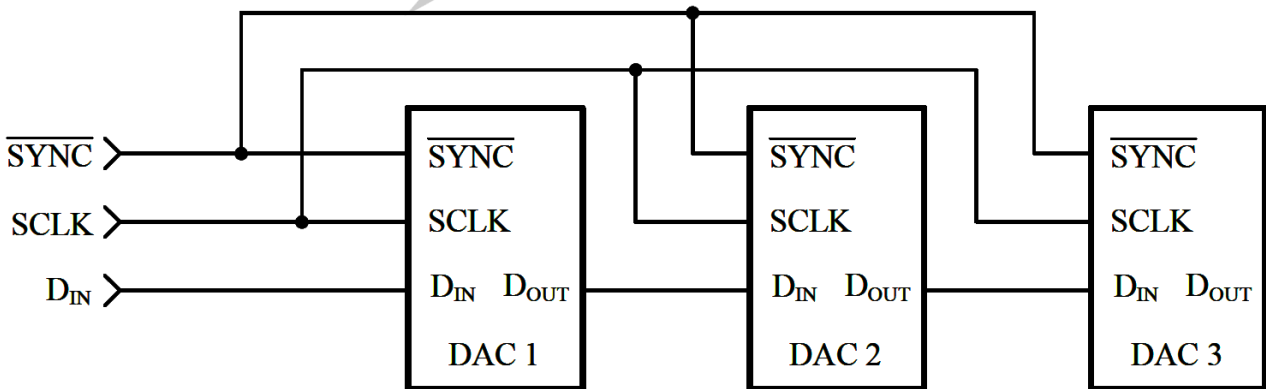 SYNC SYNC SYNC SYNC
SCLK SCLK SCLK SCLK
DIN DIN DOUT DIN DOUT DIN DOUT
DAC 1 DAC 2 DAC 3